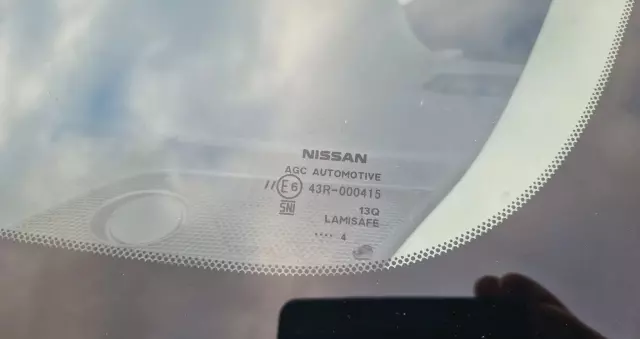 NISSAN
AGC AUTOMOTIVE
// E6 43R-000415
SNI 13Q
LAMISAFE
.... 4